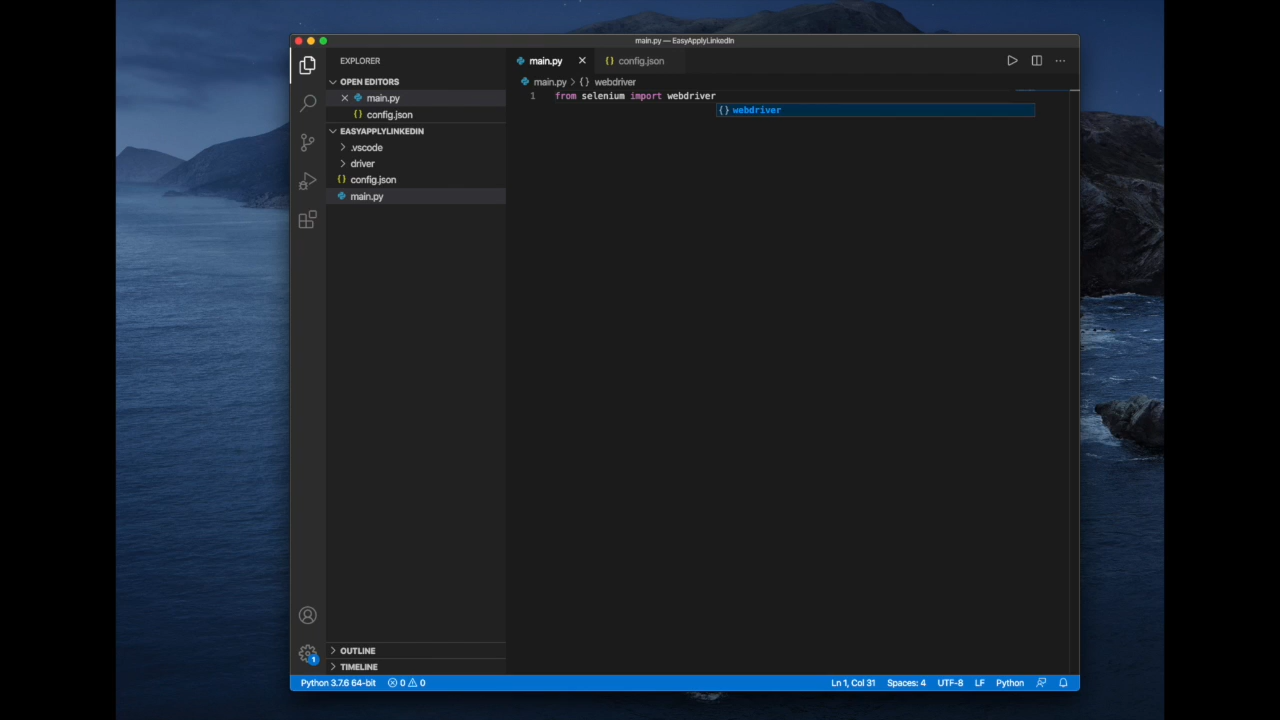 main.py — EasyApplyLinkedIn
EXPLORER
OPEN EDITORS
main.py
config.json
EASYAPPLYLINKEDIN
.vscode
driver
config.json
main.py
OUTLINE
TIMELINE
main.py
config.json
main.py > {} webdriver
1 from selenium import webdriver
{} webdriver
1
Python 3.7.6 64-bit 0 0
Ln 1, Col 31 Spaces: 4 UTF-8 LF Python